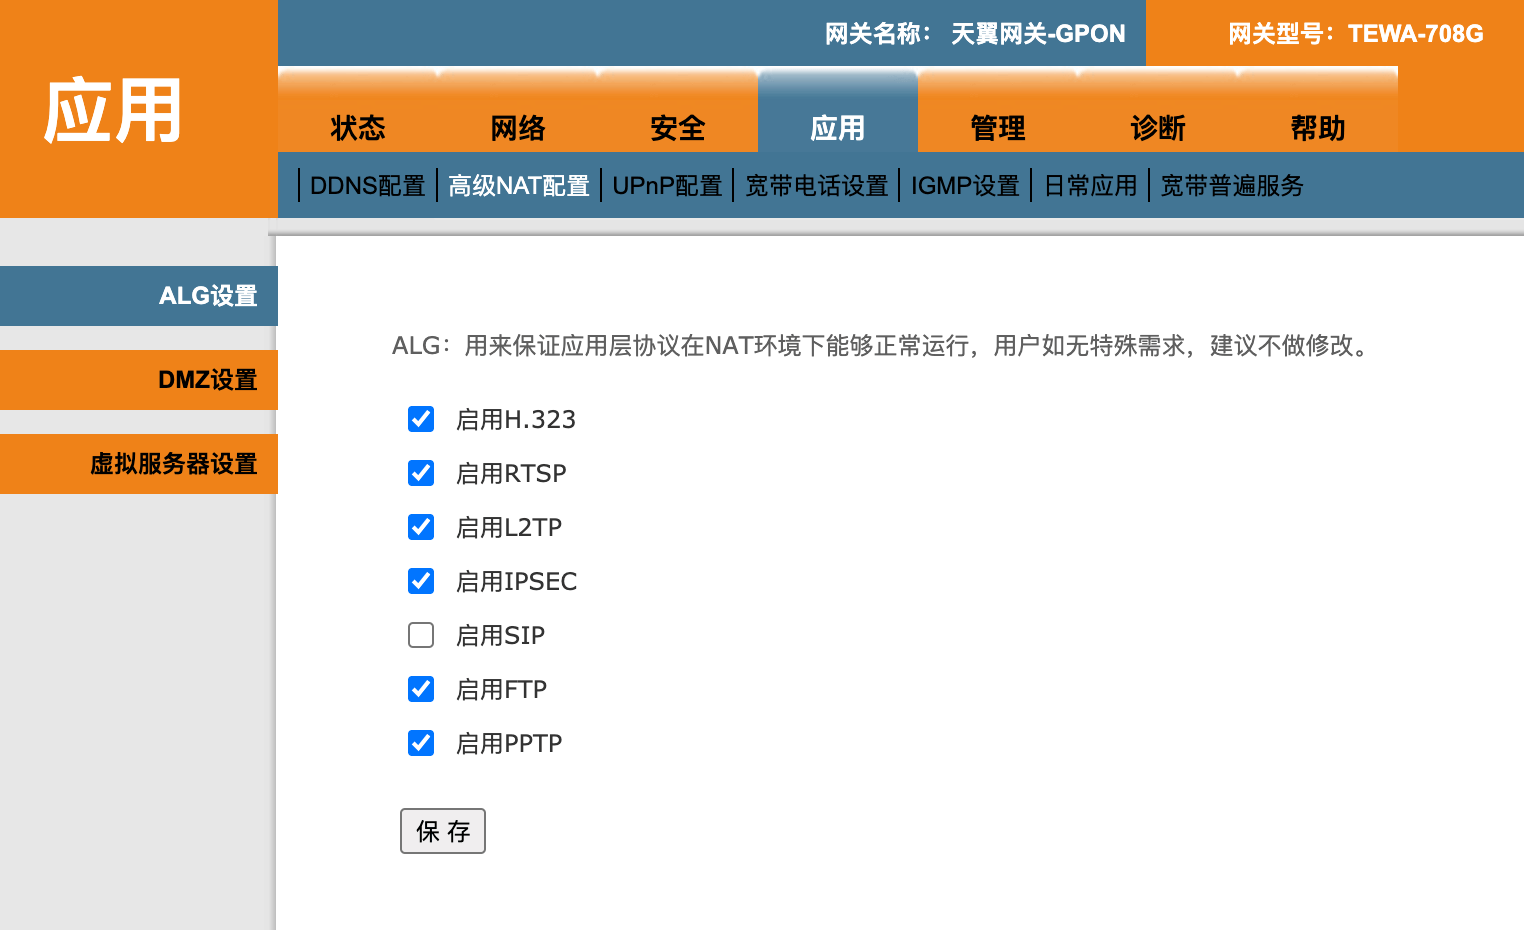 网关名称： 天翼网关-GPON
网关型号：TEWA-708G
应用
状态 网络 安全 应用 管理 诊断 帮助
DDNS配置 高级NAT配置 UPnP配置 宽带电话设置 IGMP设置 日常应用 宽带普遍服务
ALG设置
DMZ设置
虚拟服务器设置
ALG：用来保证应用层协议在NAT环境下能够正常运行，用户如无特殊需求，建议不做修改。
启用H.323
启用RTSP
启用L2TP
启用IPSEC
启用SIP
启用FTP
启用PPTP
保 存